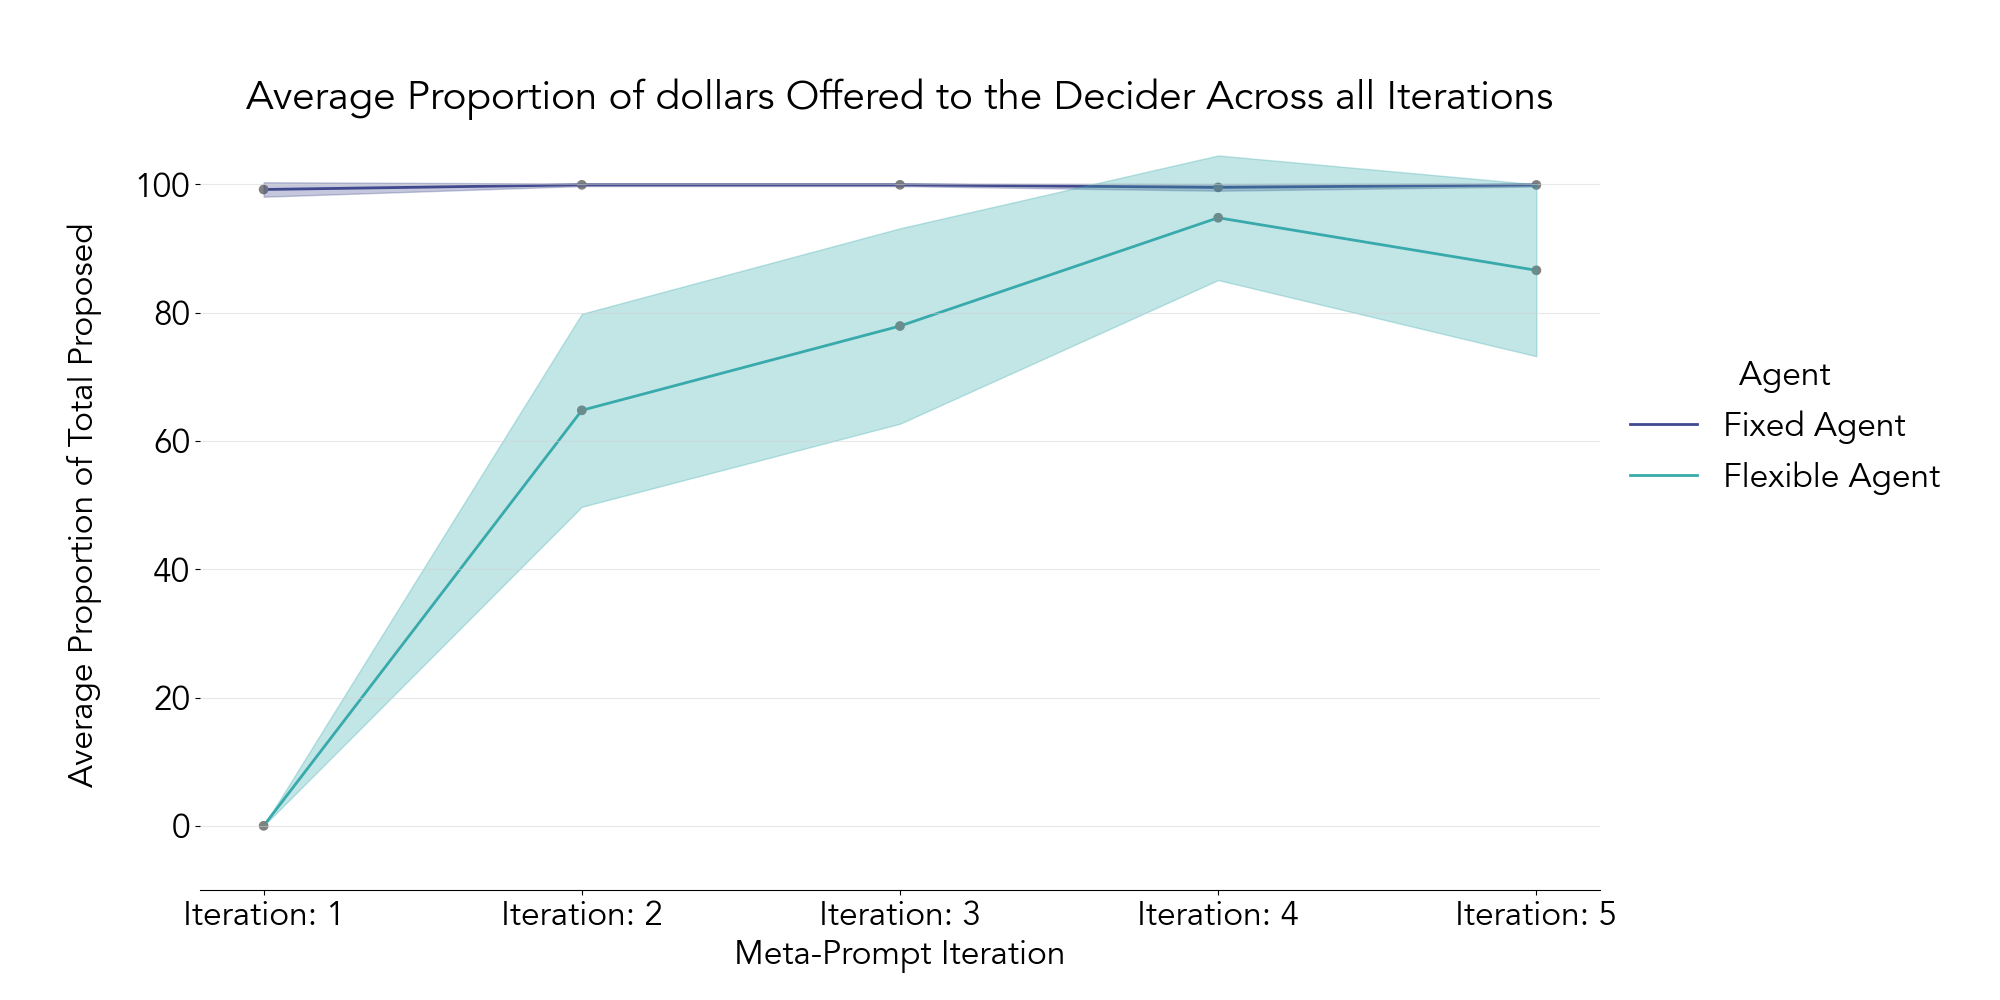 Average Proportion of dollars Offered to the Decider Across all Iterations
Average Proportion of Total Proposed
100
80
60
40
20
0
Agent
Fixed Agent
Flexible Agent
Iteration: 1
Iteration: 2
Iteration: 3
Iteration: 4
Iteration: 5
Meta-Prompt Iteration